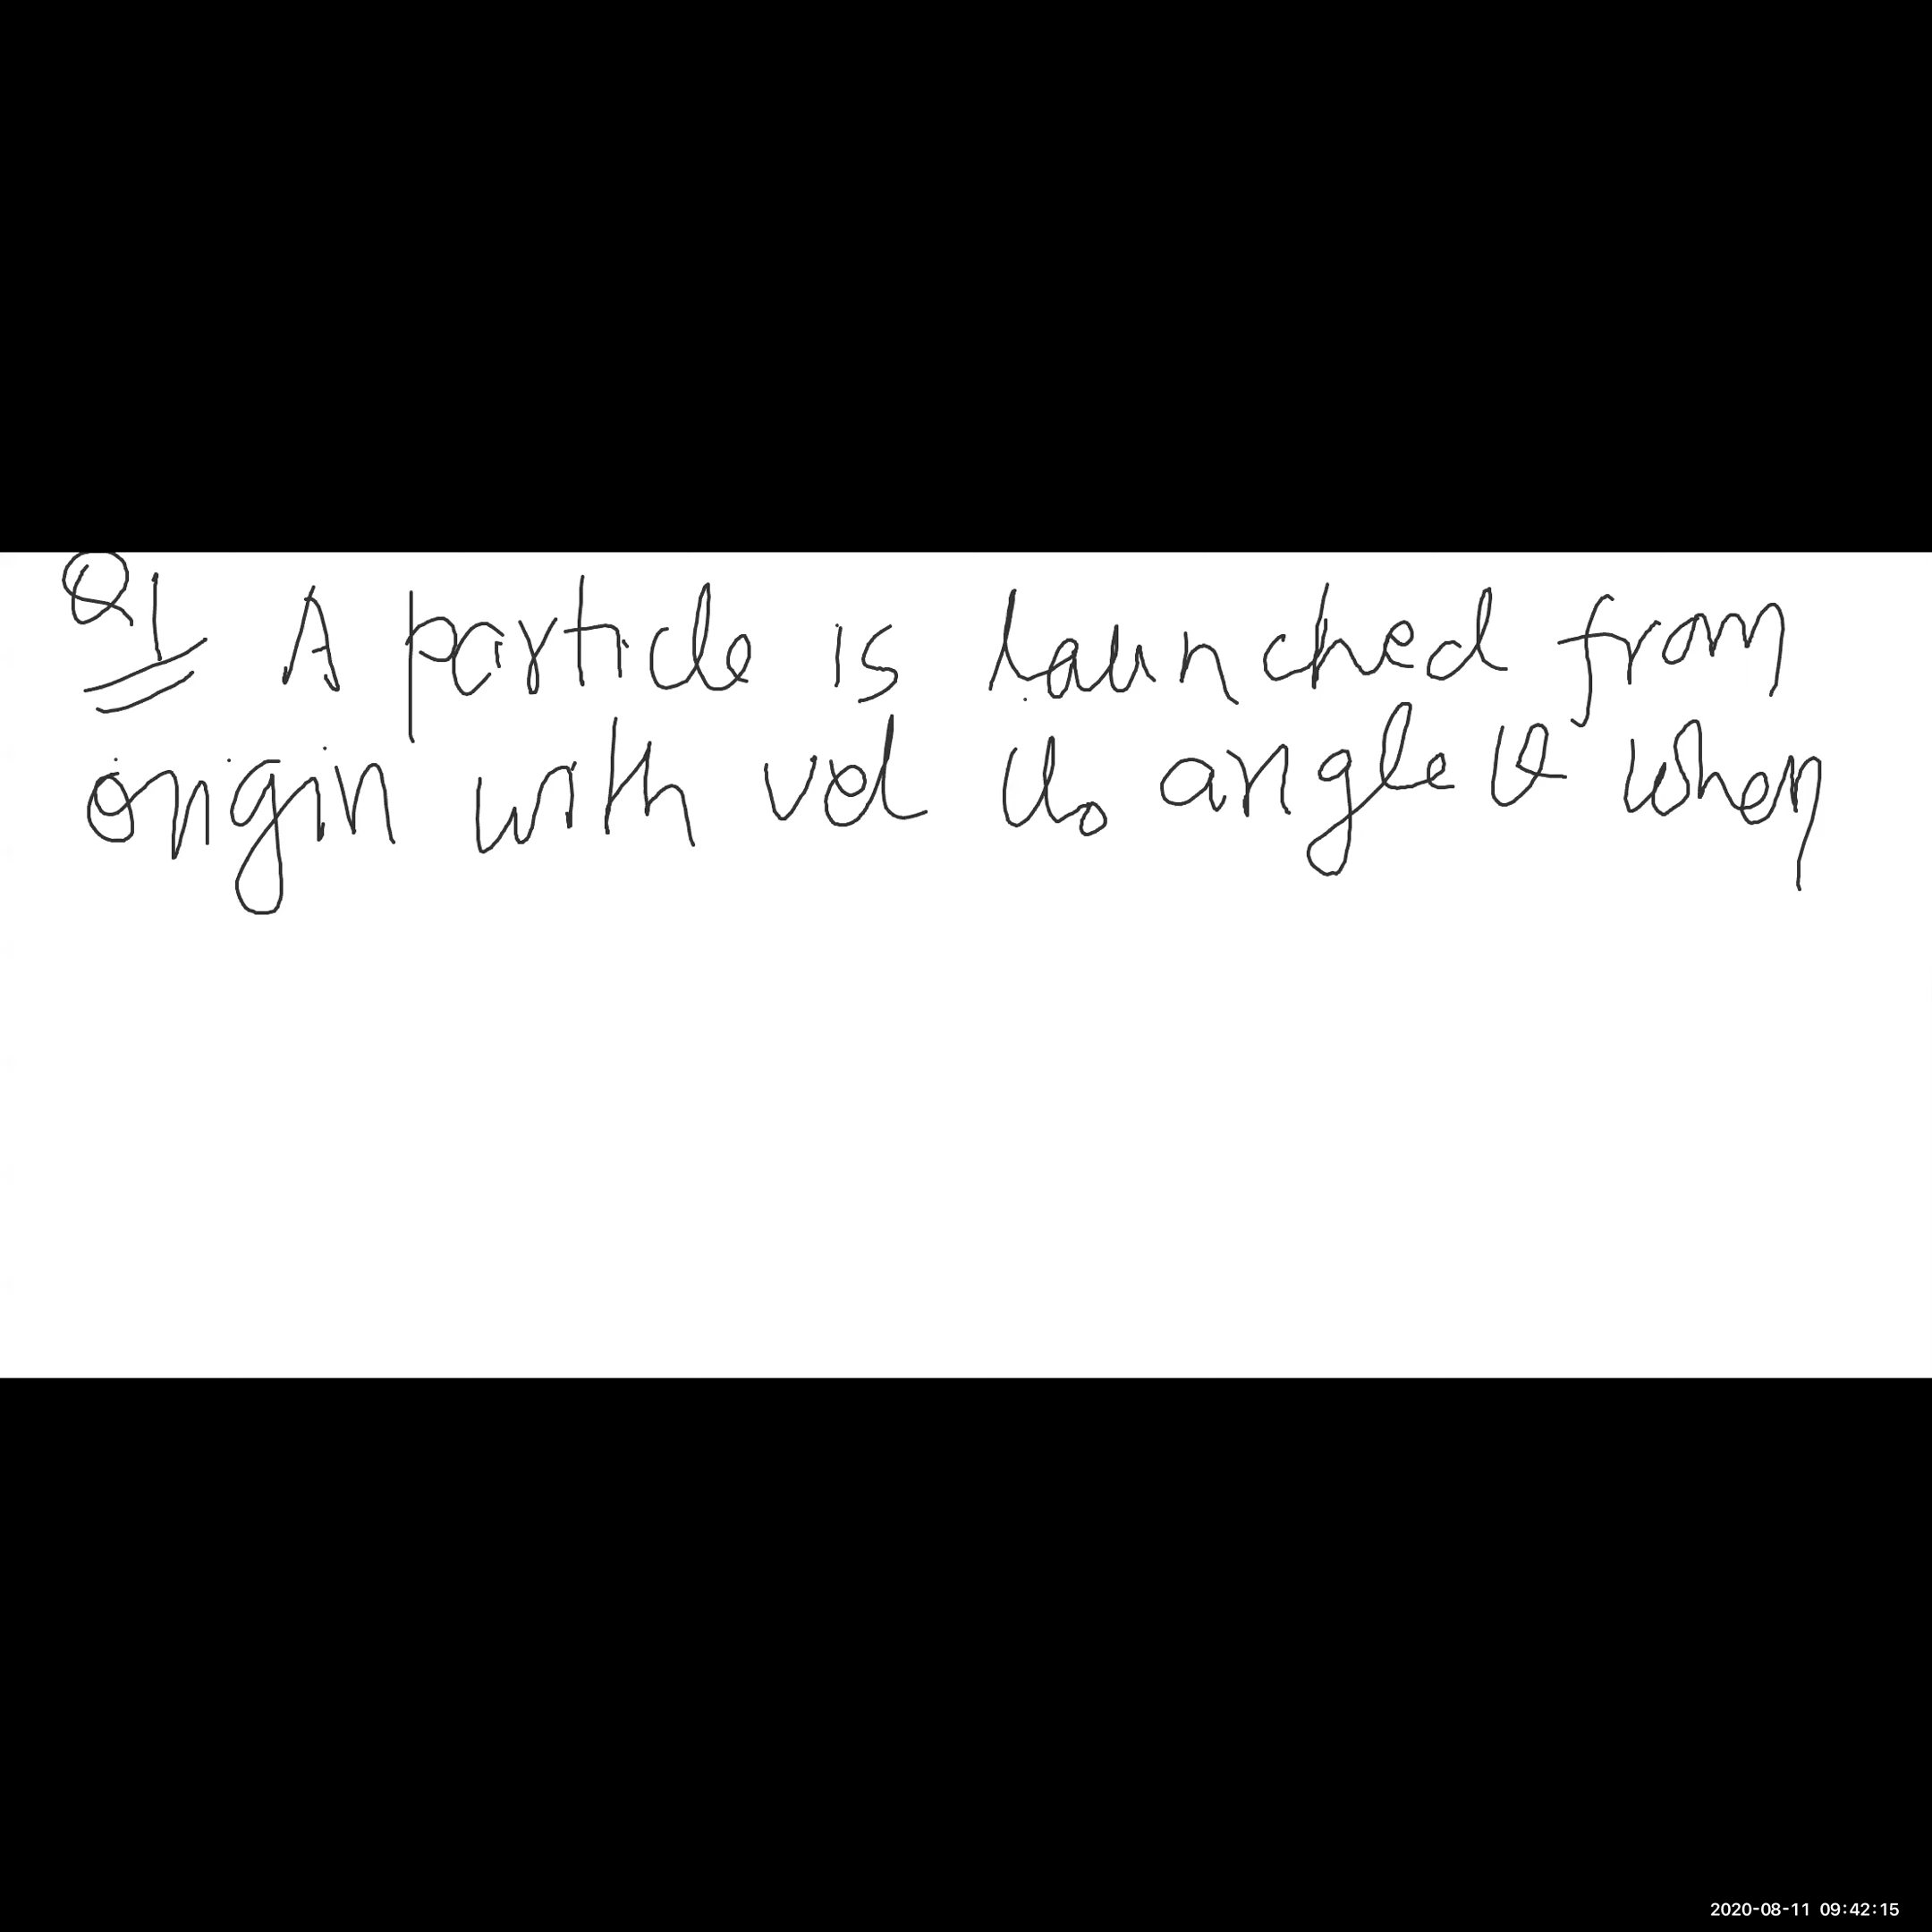 Q1 A particle is launched from
origin with vel u₀ angle θ when
2020-08-11 09:42:15